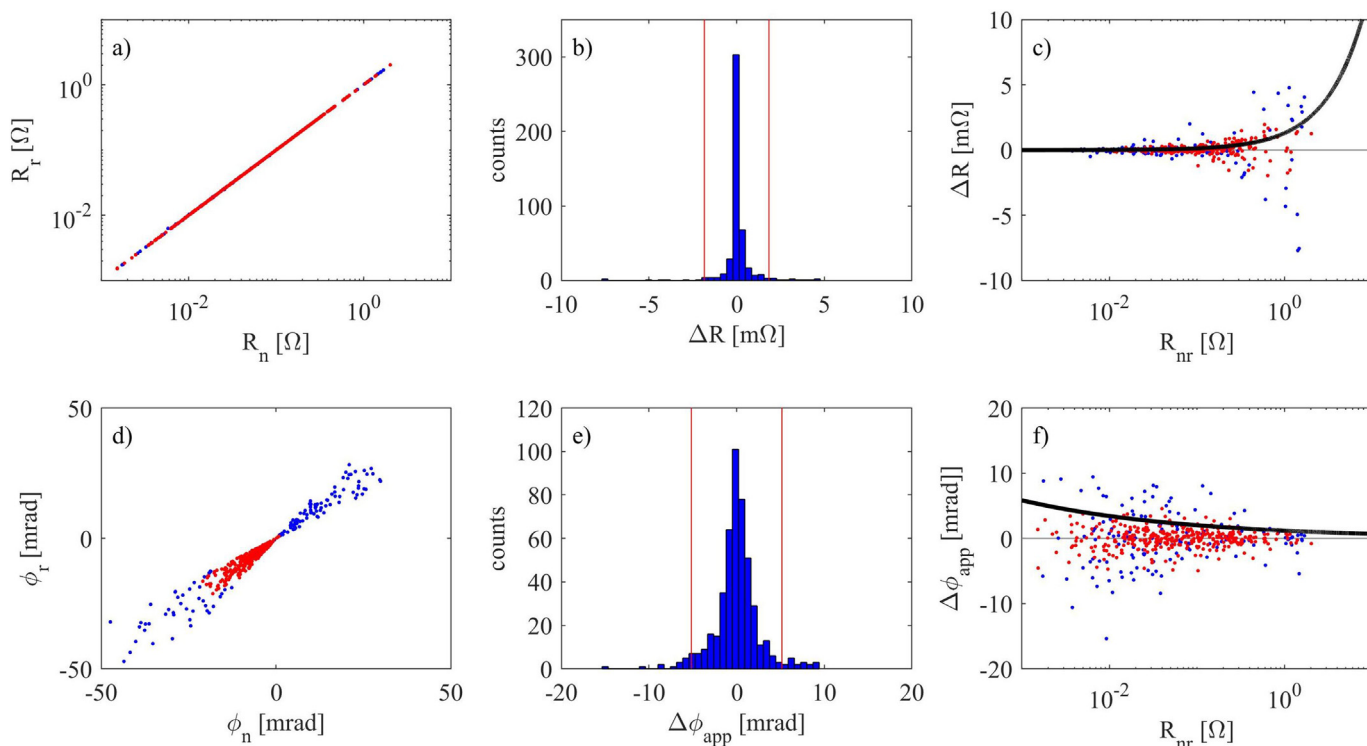 a)
R_r [Ω]
10^0
10^-2
10^-2 10^0
R_n [Ω]
b)
counts
300
200
100
0
-10 -5 0 5 10
ΔR [mΩ]
c)
ΔR [mΩ]
10
5
0
-5
-10
10^-2 10^0
R_nr [Ω]
d)
ϕ_r [mrad]
50
0
-50
-50 0 50
ϕ_n [mrad]
e)
counts
120
100
80
60
40
20
0
-20 -10 0 10 20
Δϕ_app [mrad]
f)
Δϕ_app [mrad]]
20
10
0
-10
-20
10^-2 10^0
R_nr [Ω]